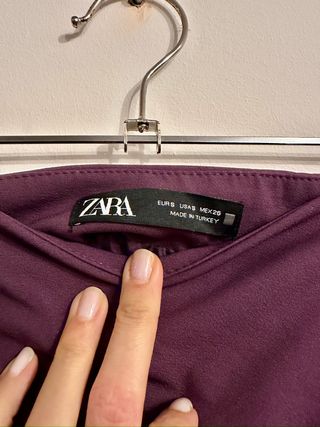 ZARA
EUR S USA S MEX 26
MADE IN TURKEY